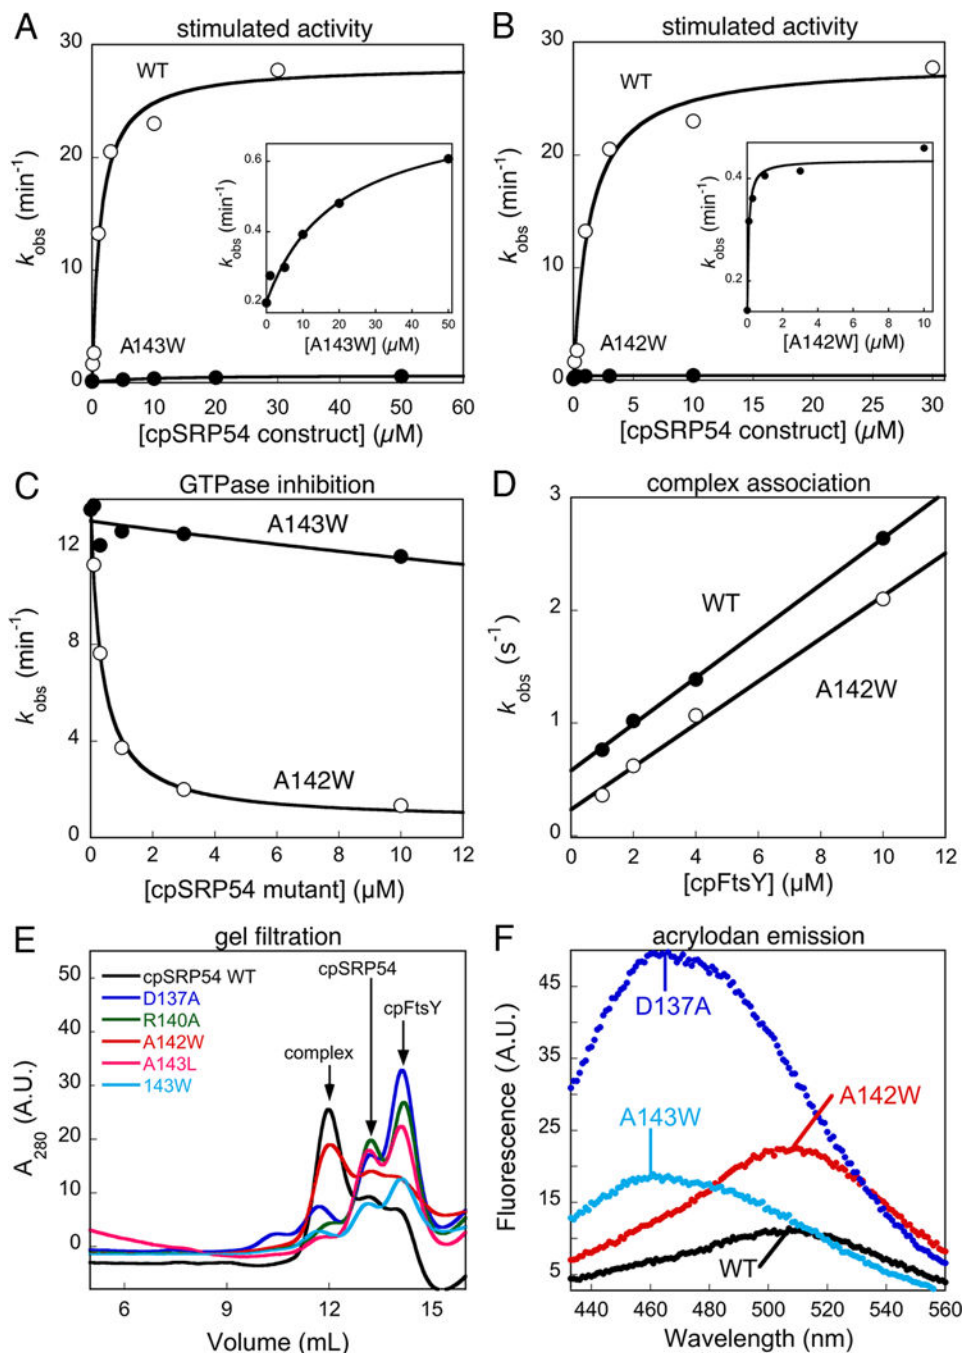 A
stimulated activity
30
20
10
0
k_obs (min⁻¹)
WT
A143W
0.6
0.4
0.2
k_obs (min⁻¹)
0 10 20 30 40 50
[A143W] (µM)
0 10 20 30 40 50 60
[cpSRP54 construct] (µM)
B
stimulated activity
30
20
10
0
k_obs (min⁻¹)
WT
A142W
0.4
0.2
k_obs (min⁻¹)
0 2 4 6 8 10
[A142W] (µM)
0 5 10 15 20 25 30
[cpSRP54 construct] (µM)
C
GTPase inhibition
12
8
4
0
k_obs (min⁻¹)
A143W
A142W
0 2 4 6 8 10 12
[cpSRP54 mutant] (µM)
D
complex association
3
2
1
0
k_obs (s⁻¹)
WT
A142W
0 2 4 6 8 10 12
[cpFtsY] (µM)
E
gel filtration
50
40
30
20
10
0
A₂₈₀ (A.U.)
cpSRP54 WT
D137A
R140A
A142W
A143L
143W
complex
cpSRP54
cpFtsY
6 9 12 15
Volume (mL)
F
acrylodan emission
45
35
25
15
5
Fluorescence (A.U.)
D137A
A143W
A142W
WT
440 460 480 500 520 540 560
Wavelength (nm)